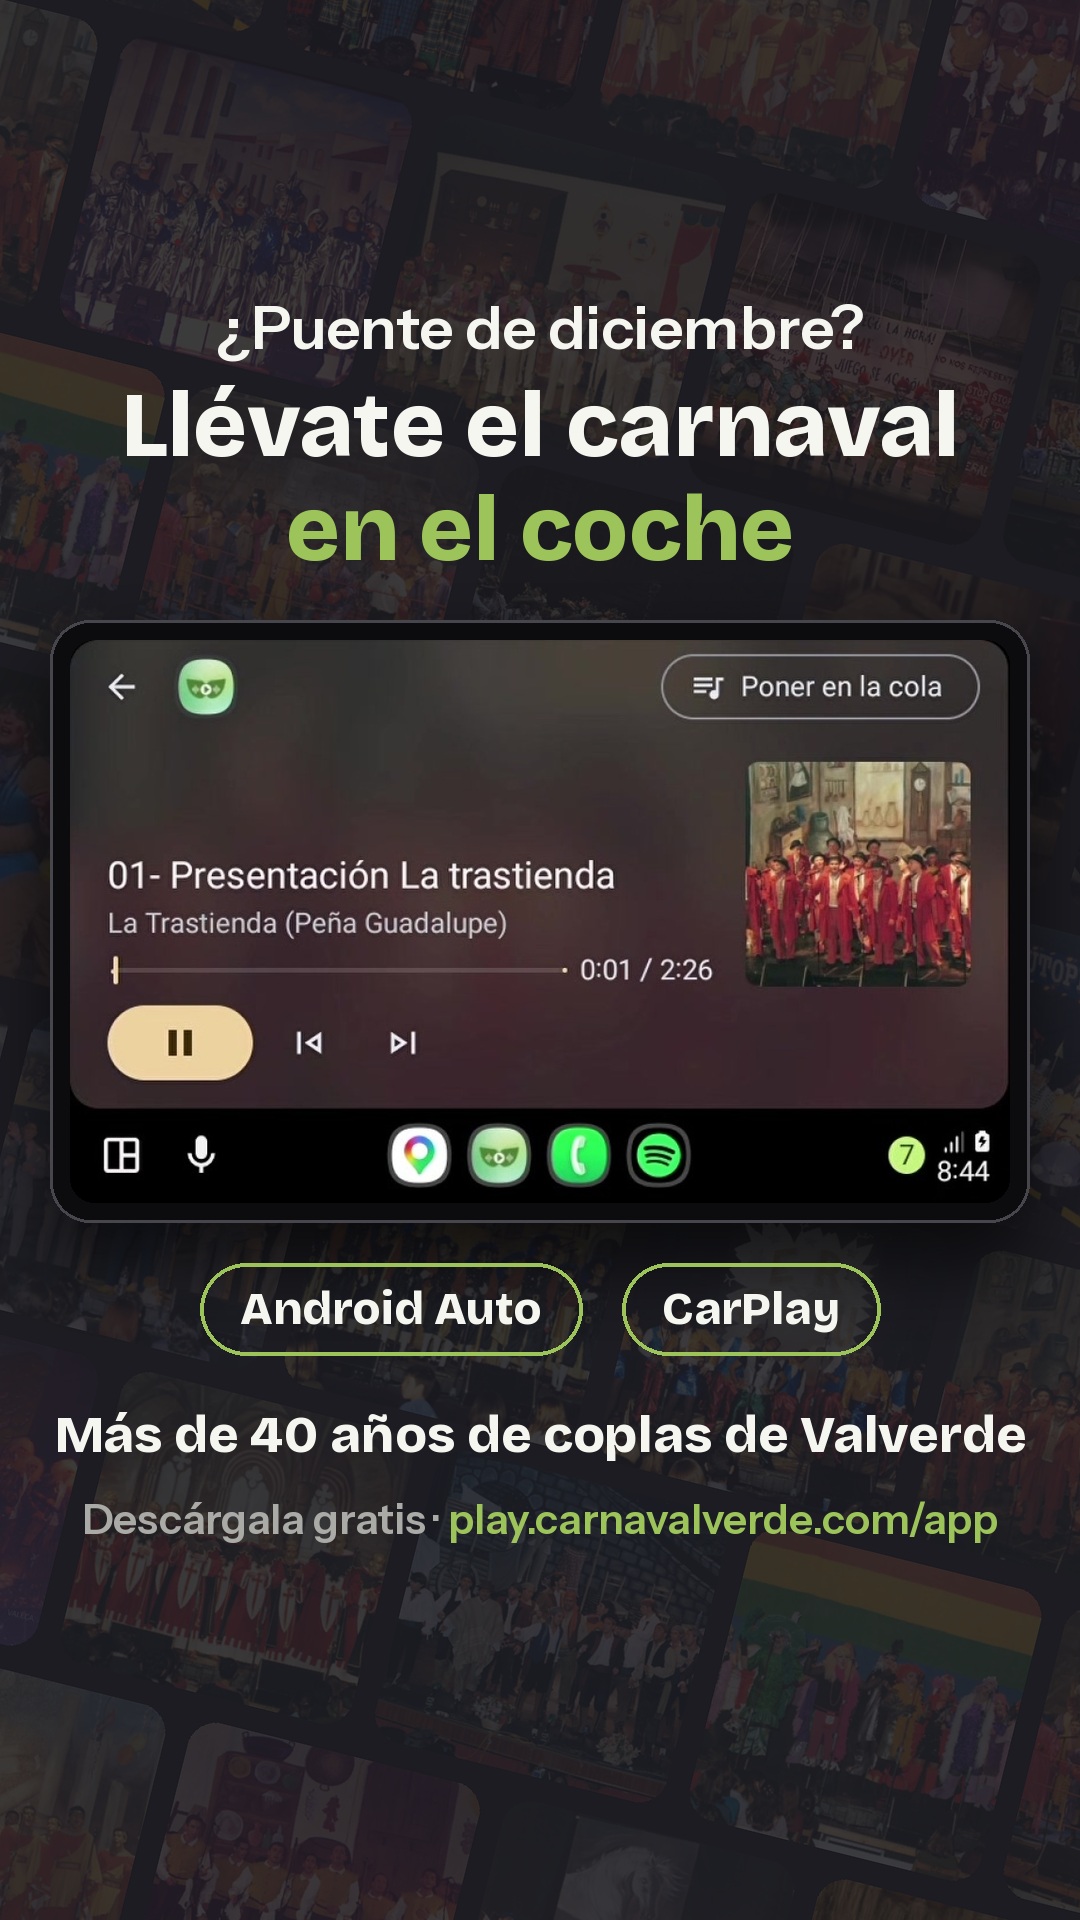 ¿Puente de diciembre?
Llévate el carnaval
en el coche
Poner en la cola
01- Presentación La trastienda
La Trastienda (Peña Guadalupe)
0:01 / 2:26
7
8:44
Android Auto
CarPlay
Más de 40 años de coplas de Valverde
Descárgala gratis · play.carnavalverde.com/app